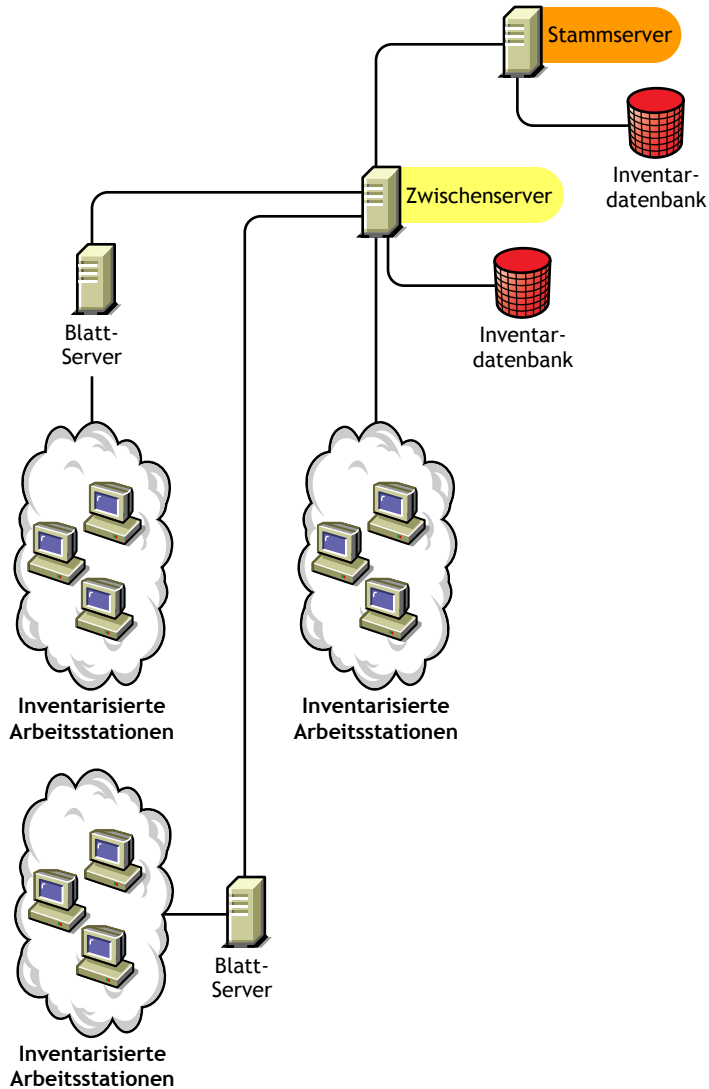 Stammserver
Inventar-
datenbank
Zwischenserver
Inventar-
datenbank
Blatt-
Server
Inventarisierte
Arbeitsstationen
Inventarisierte
Arbeitsstationen
Blatt-
Server
Inventarisierte
Arbeitsstationen